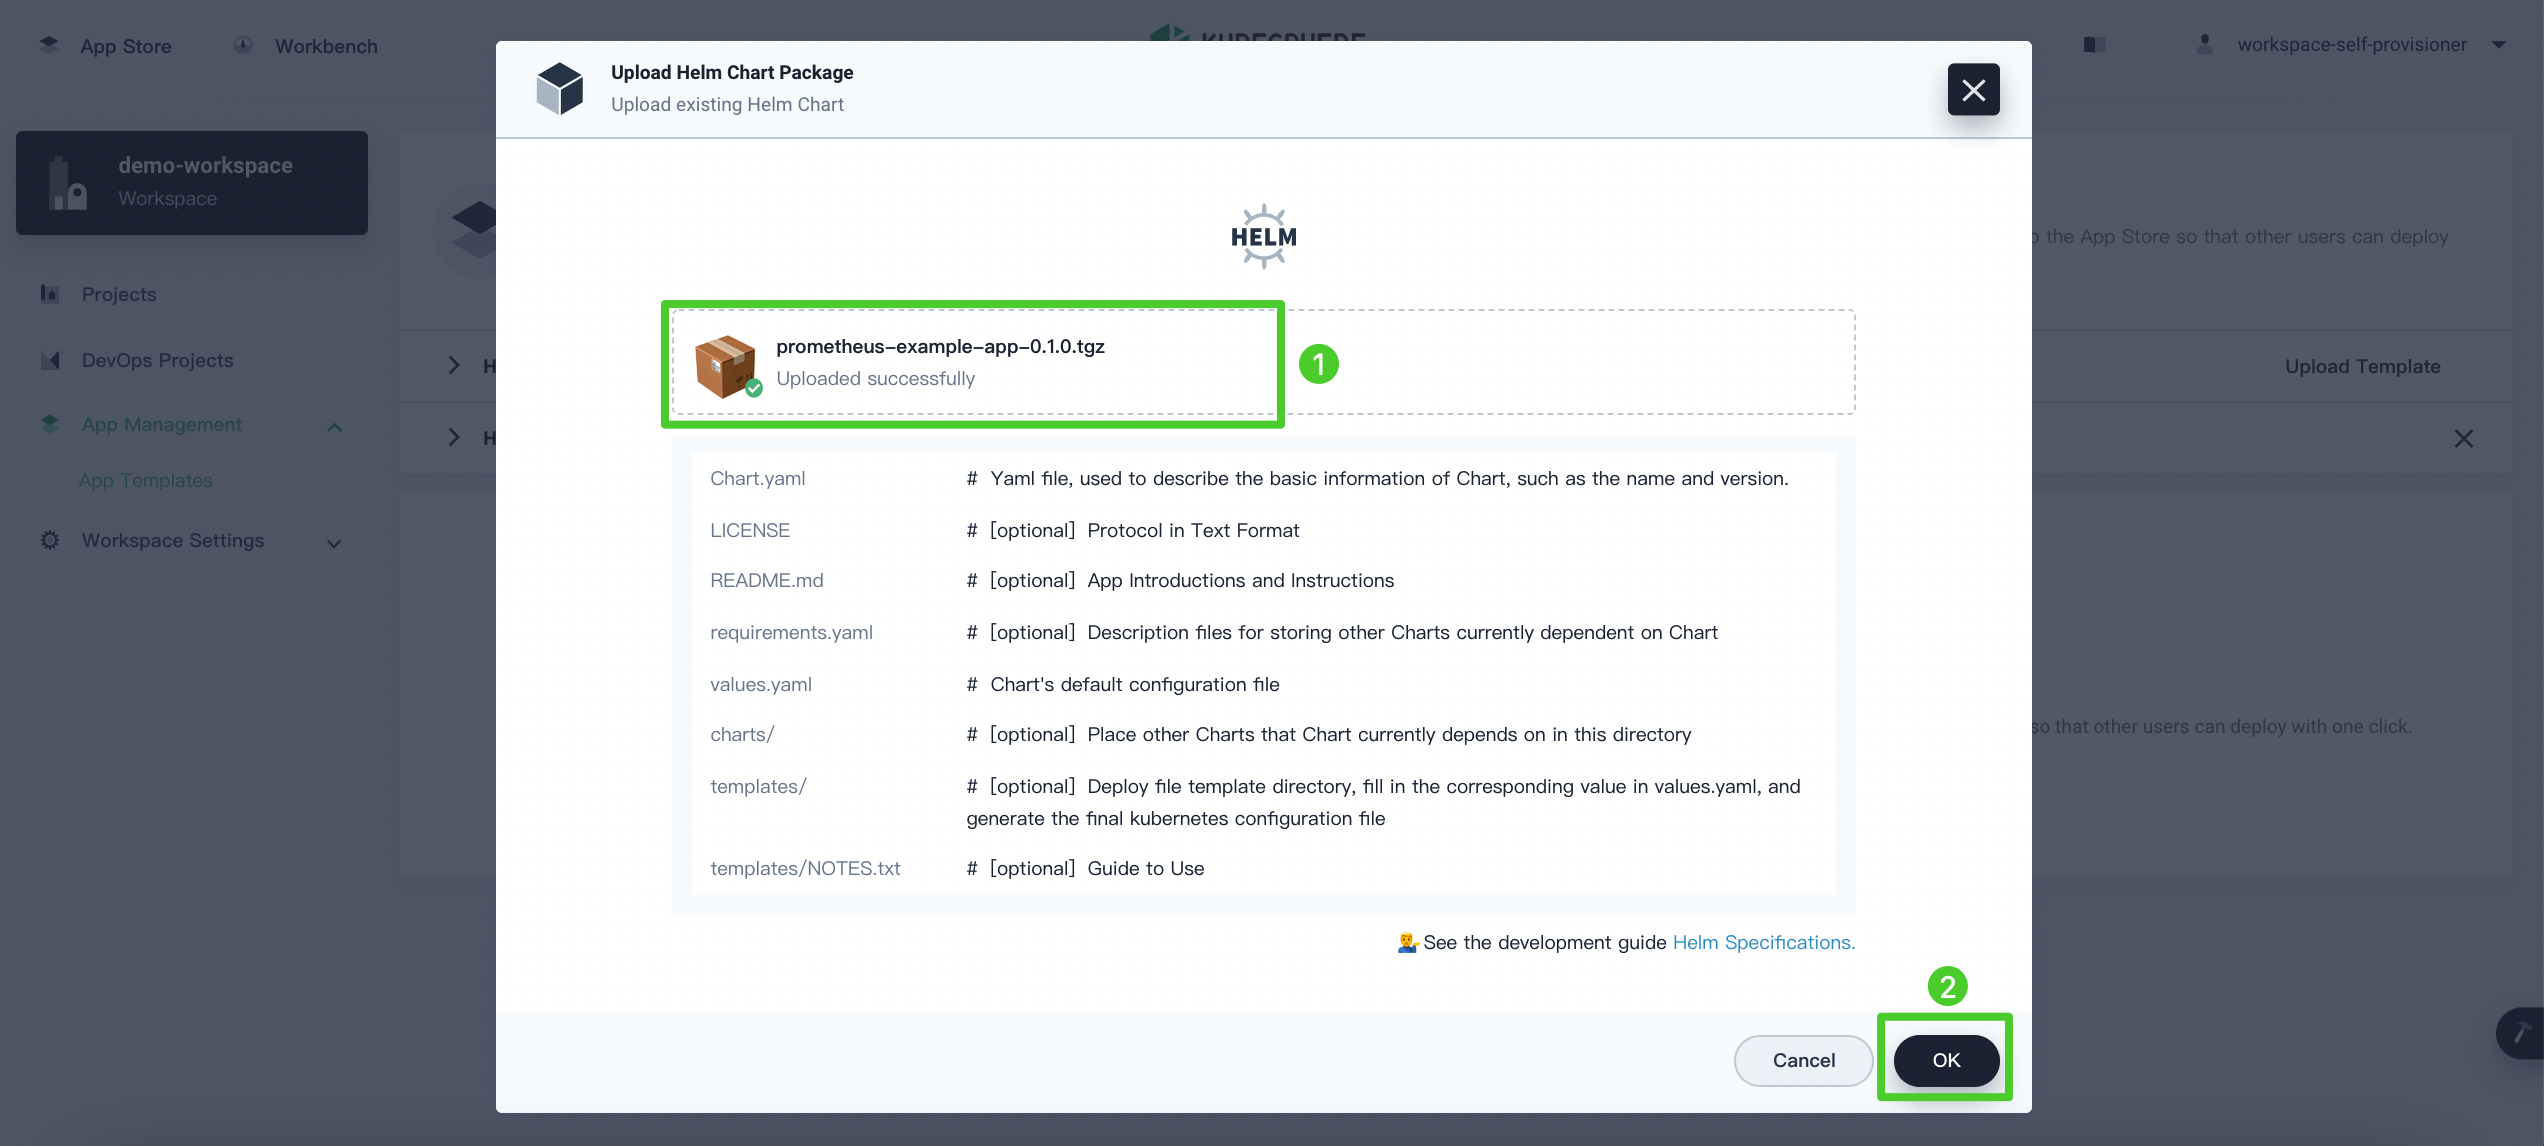 App Store
Workbench
KUBESPHERE
workspace-self-provisioner
Upload Helm Chart Package
Upload existing Helm Chart
demo-workspace
Workspace
Projects
DevOps Projects
App Management
App Templates
Workspace Settings
the App Store so that other users can deploy
Upload Template
so that other users can deploy with one click.
HELM
prometheus-example-app-0.1.0.tgz
Uploaded successfully
1
Chart.yaml # Yaml file, used to describe the basic information of Chart, such as the name and version.
LICENSE # [optional] Protocol in Text Format
README.md # [optional] App Introductions and Instructions
requirements.yaml # [optional] Description files for storing other Charts currently dependent on Chart
values.yaml # Chart's default configuration file
charts/ # [optional] Place other Charts that Chart currently depends on in this directory
templates/ # [optional] Deploy file template directory, fill in the corresponding value in values.yaml, and
generate the final kubernetes configuration file
templates/NOTES.txt # [optional] Guide to Use
See the development guide Helm Specifications.
2
Cancel
OK